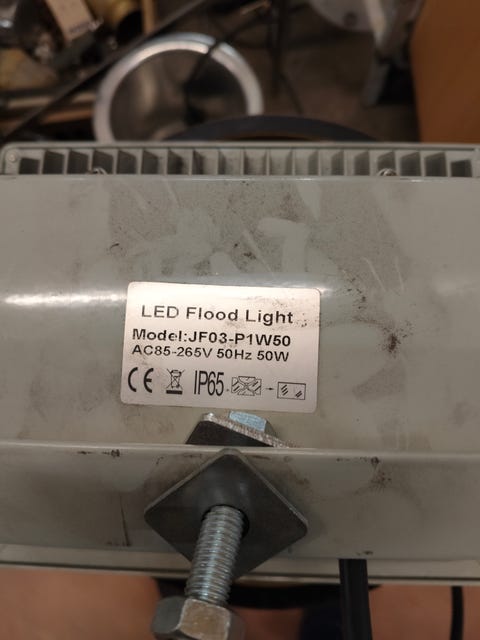 LED Flood Light
Model:JF03-P1W50
AC85-265V 50Hz 50W
CE IP65